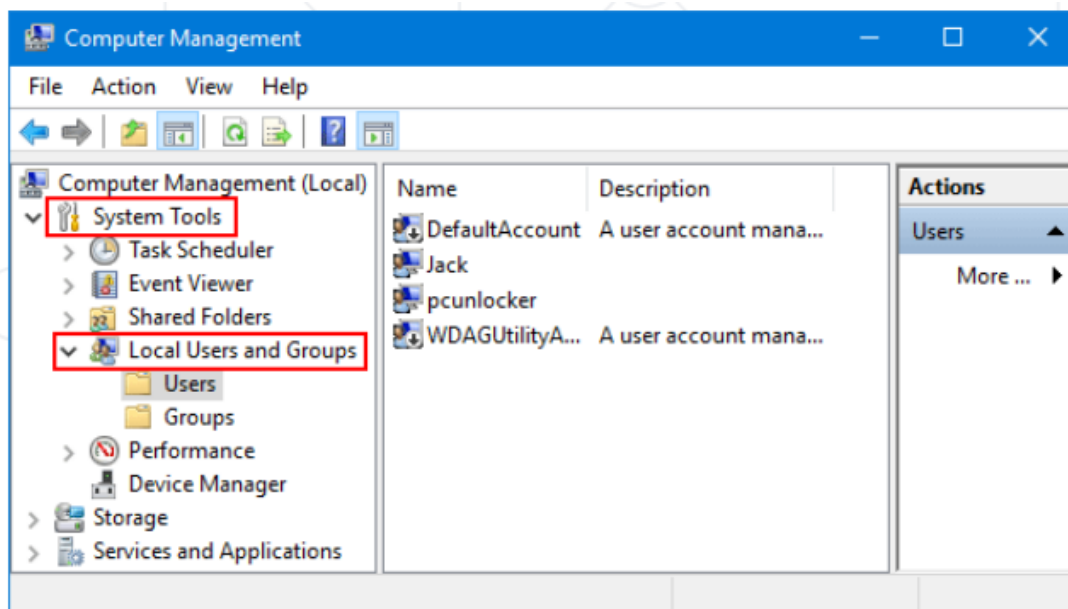 Computer Management
File Action View Help
Computer Management (Local)
System Tools
Task Scheduler
Event Viewer
Shared Folders
Local Users and Groups
Users
Groups
Performance
Device Manager
Storage
Services and Applications
Name Description
DefaultAccount A user account mana...
Jack
pcunlocker
WDAGUtilityA... A user account mana...
Actions
Users
More ...